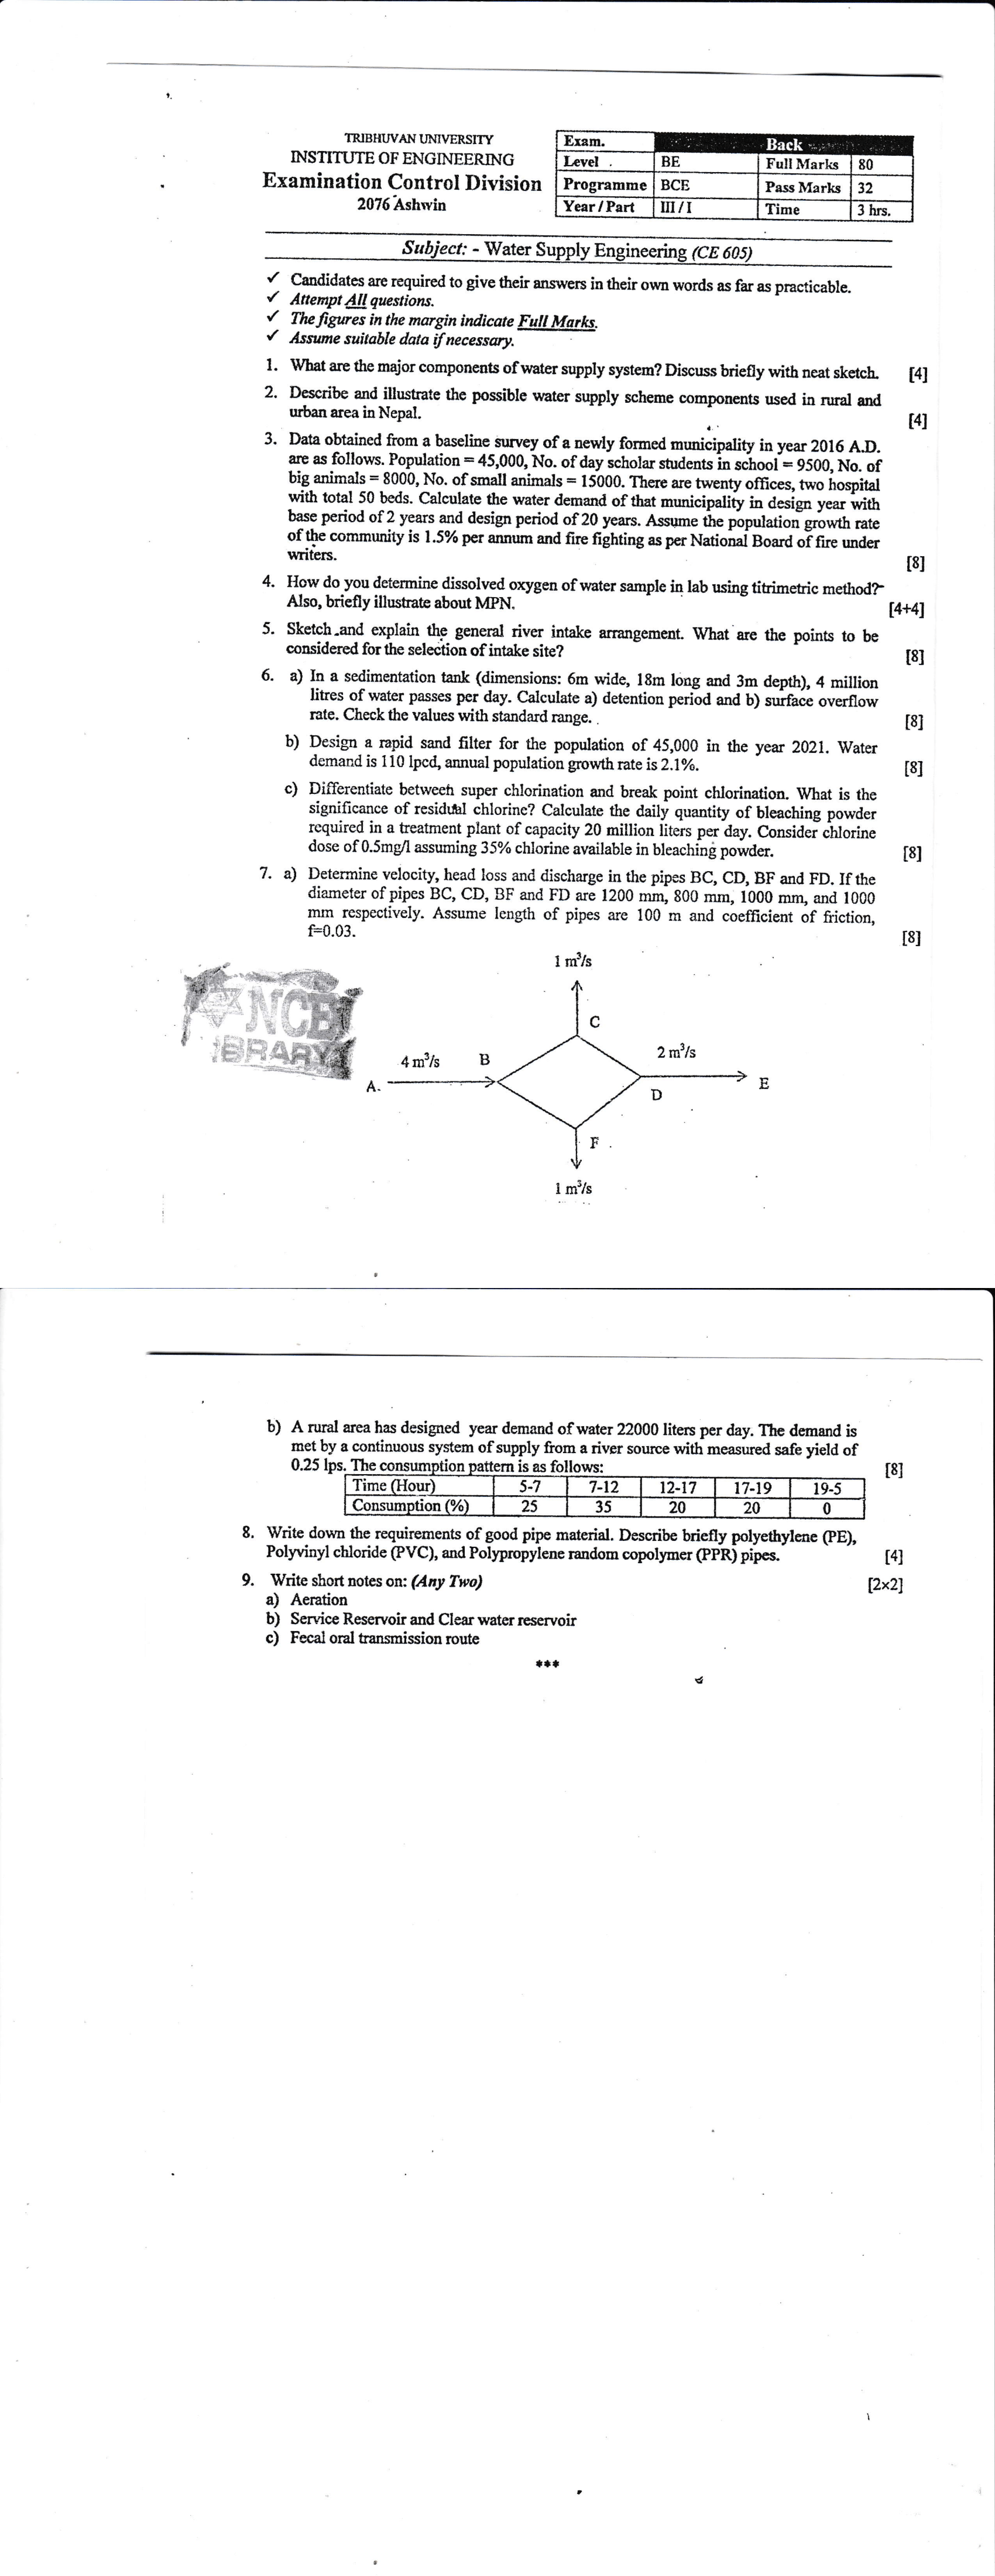 TRIBHUVAN UNIVERSITY
INSTITUTE OF ENGINEERING
Examination Control Division
2076 Ashwin
Exam. Back
Level . BE Full Marks 80
Programme BCE Pass Marks 32
Year / Part III / I Time 3 hrs.
Subject: - Water Supply Engineering (CE 605)
✓ Candidates are required to give their answers in their own words as far as practicable.
✓ Attempt All questions.
✓ The figures in the margin indicate Full Marks.
✓ Assume suitable data if necessary.
1. What are the major components of water supply system? Discuss briefly with neat sketch. [4]
2. Describe and illustrate the possible water supply scheme components used in rural and
urban area in Nepal. [4]
3. Data obtained from a baseline survey of a newly formed municipality in year 2016 A.D.
are as follows. Population = 45,000, No. of day scholar students in school = 9500, No. of
big animals = 8000, No. of small animals = 15000. There are twenty offices, two hospital
with total 50 beds. Calculate the water demand of that municipality in design year with
base period of 2 years and design period of 20 years. Assume the population growth rate
of the community is 1.5% per annum and fire fighting as per National Board of fire under
writers. [8]
4. How do you determine dissolved oxygen of water sample in lab using titrimetric method?
Also, briefly illustrate about MPN. [4+4]
5. Sketch and explain the general river intake arrangement. What are the points to be
considered for the selection of intake site? [8]
6. a) In a sedimentation tank (dimensions: 6m wide, 18m long and 3m depth), 4 million
litres of water passes per day. Calculate a) detention period and b) surface overflow
rate. Check the values with standard range. [8]
b) Design a rapid sand filter for the population of 45,000 in the year 2021. Water
demand is 110 lpcd, annual population growth rate is 2.1%. [8]
c) Differentiate between super chlorination and break point chlorination. What is the
significance of residual chlorine? Calculate the daily quantity of bleaching powder
required in a treatment plant of capacity 20 million liters per day. Consider chlorine
dose of 0.5mg/l assuming 35% chlorine available in bleaching powder. [8]
7. a) Determine velocity, head loss and discharge in the pipes BC, CD, BF and FD. If the
diameter of pipes BC, CD, BF and FD are 1200 mm, 800 mm, 1000 mm, and 1000
mm respectively. Assume length of pipes are 100 m and coefficient of friction,
f=0.03. [8]
1 m³/s
NCE
LIBRARY
C
4 m³/s B 2 m³/s
A. E
D
F
1 m³/s
b) A rural area has designed year demand of water 22000 liters per day. The demand is
met by a continuous system of supply from a river source with measured safe yield of
0.25 lps. The consumption pattern is as follows: [8]
Time (Hour) 5-7 7-12 12-17 17-19 19-5
Consumption (%) 25 35 20 20 0
8. Write down the requirements of good pipe material. Describe briefly polyethylene (PE),
Polyvinyl chloride (PVC), and Polypropylene random copolymer (PPR) pipes. [4]
9. Write short notes on: (Any Two) [2×2]
a) Aeration
b) Service Reservoir and Clear water reservoir
c) Fecal oral transmission route
***